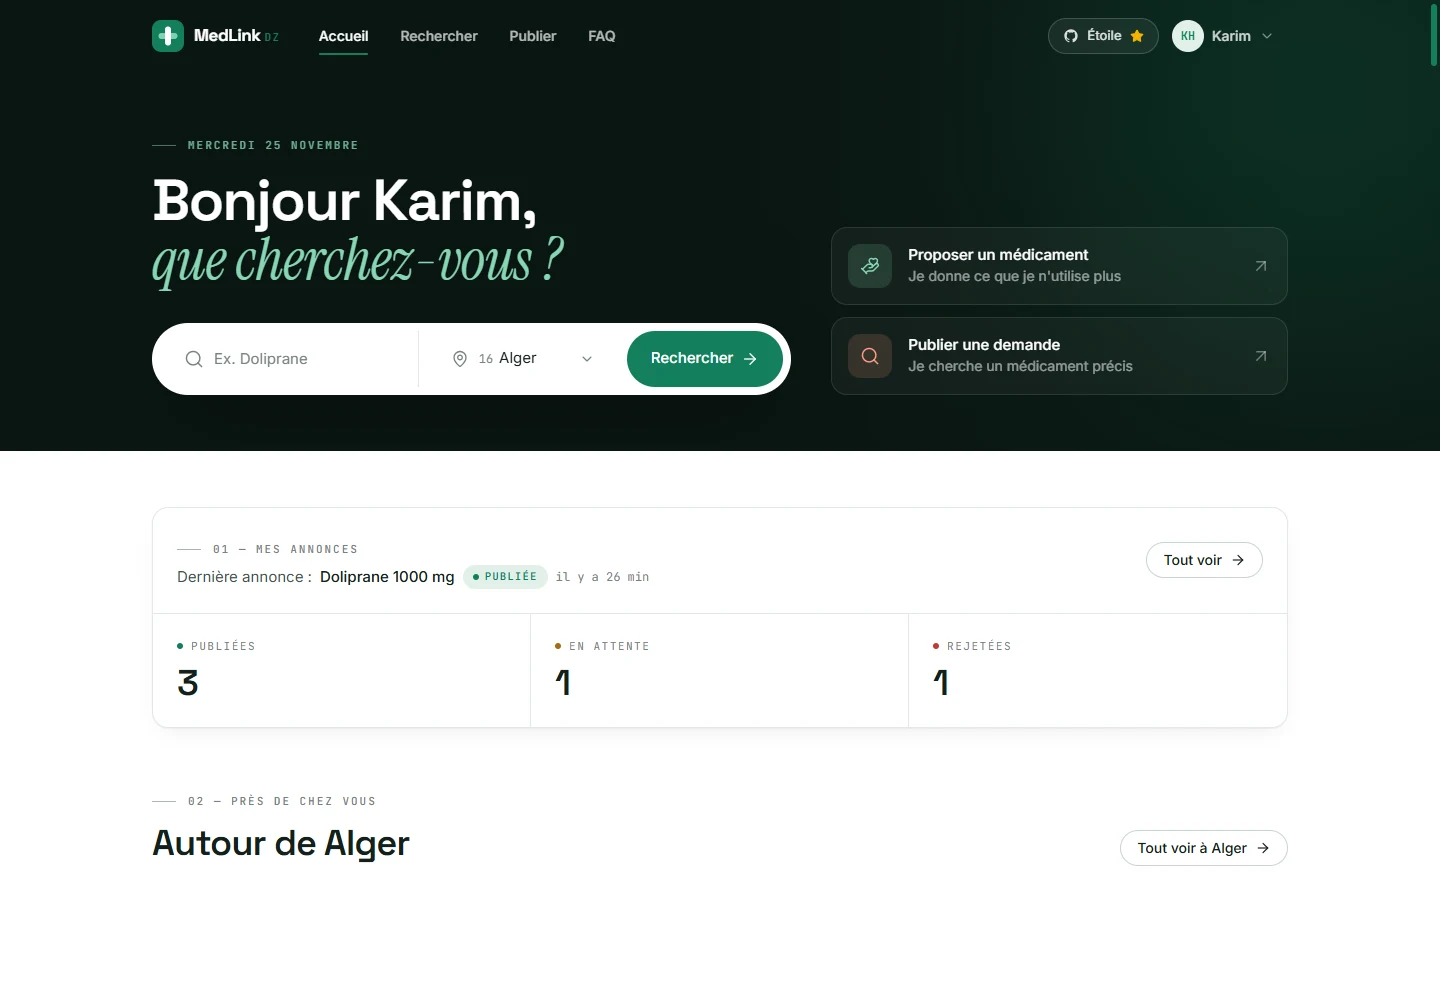 MedLink DZ
Accueil
Rechercher
Publier
FAQ
Étoile
KH
Karim
MERCREDI 25 NOVEMBRE
Bonjour Karim,
que cherchez-vous ?
Ex. Doliprane
16 Alger
Rechercher
Proposer un médicament
Je donne ce que je n'utilise plus
Publier une demande
Je cherche un médicament précis
01 — MES ANNONCES
Dernière annonce : Doliprane 1000 mg PUBLIÉE il y a 26 min
Tout voir
PUBLIÉES
3
EN ATTENTE
1
REJETÉES
1
02 — PRÈS DE CHEZ VOUS
Autour de Alger
Tout voir à Alger